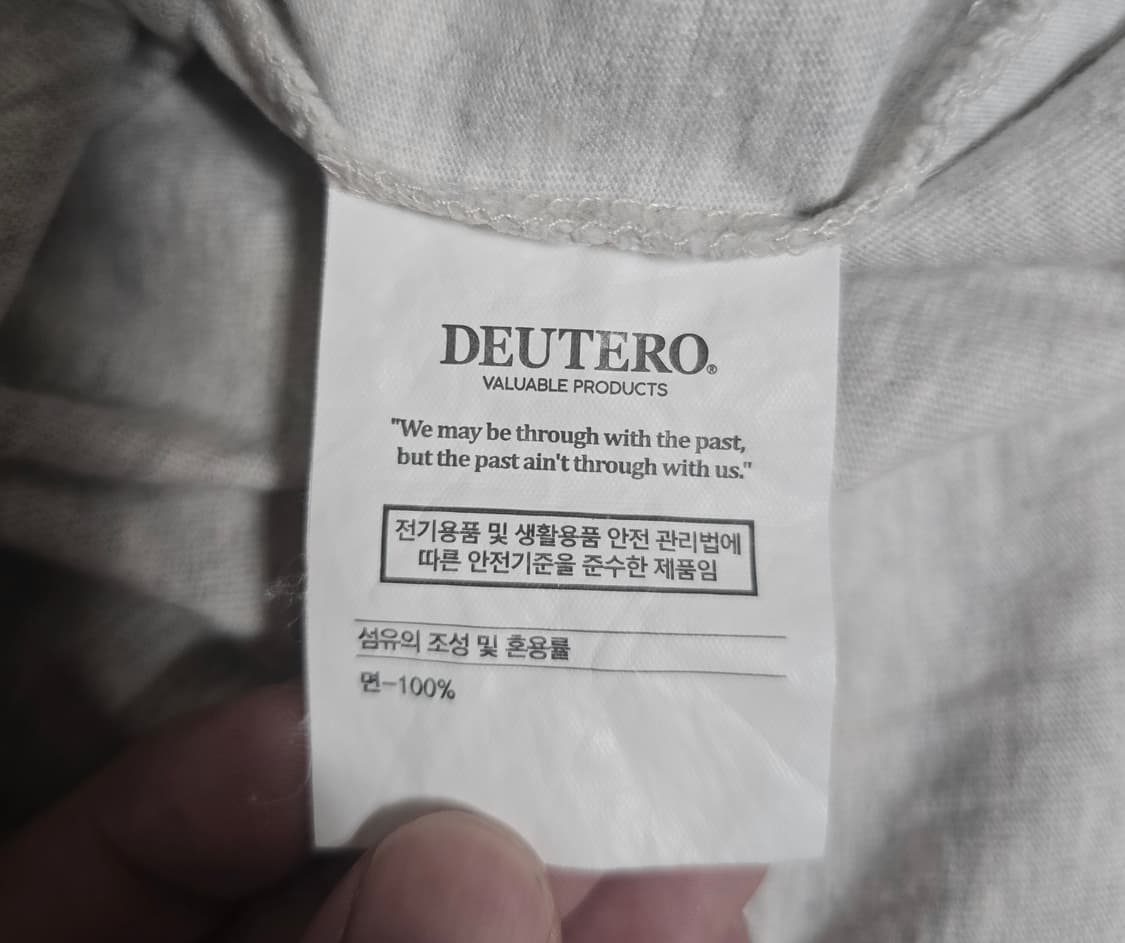 DEUTERO®
VALUABLE PRODUCTS
"We may be through with the past,
but the past ain't through with us."
전기용품 및 생활용품 안전 관리법에
따른 안전기준을 준수한 제품임
섬유의 조성 및 혼용률
면-100%